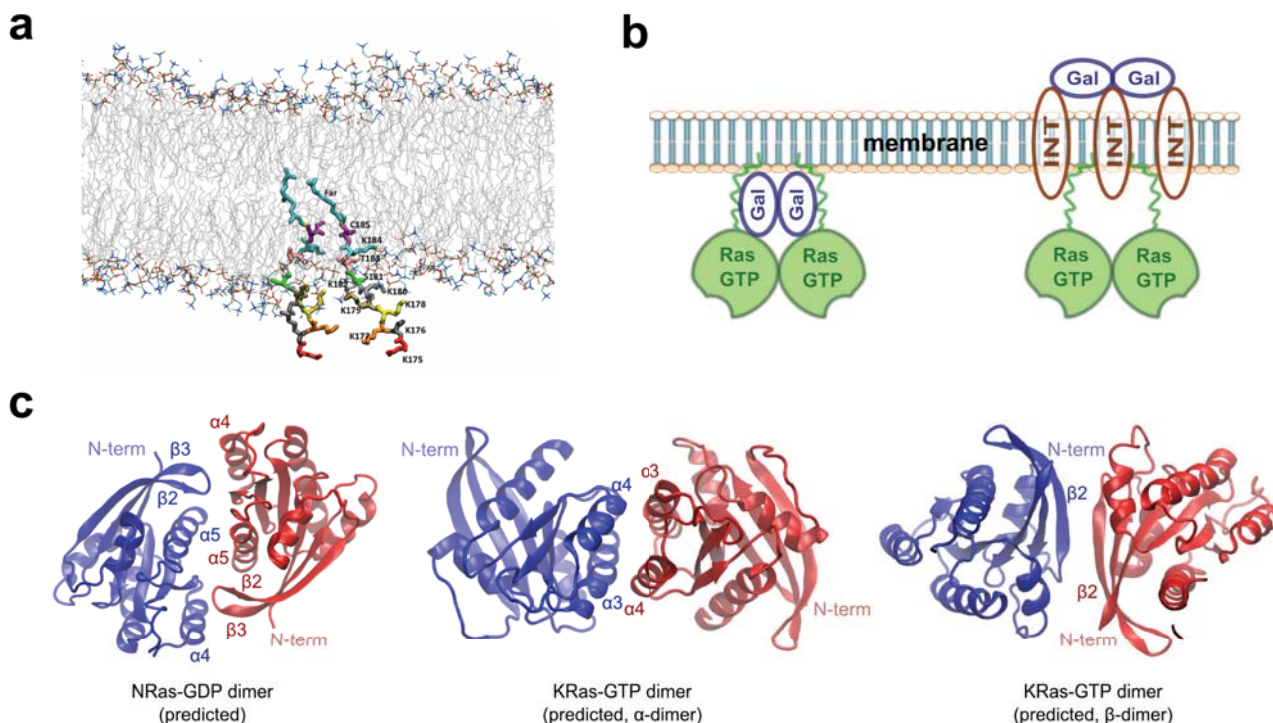 a
Far
C185
K184
T183
K182
S181
K180
K179
K178
K177
K176
K175
b
Gal Gal
INT INT INT
membrane
Gal Gal
Ras GTP
Ras GTP
Ras GTP
Ras GTP
c
N-term
β3
β2
α5
α4
α4
α5
β2
β3
N-term
NRas-GDP dimer
(predicted)
N-term
α4
α3
α3
α4
N-term
KRas-GTP dimer
(predicted, α-dimer)
N-term
β2
β2
N-term
KRas-GTP dimer
(predicted, β-dimer)